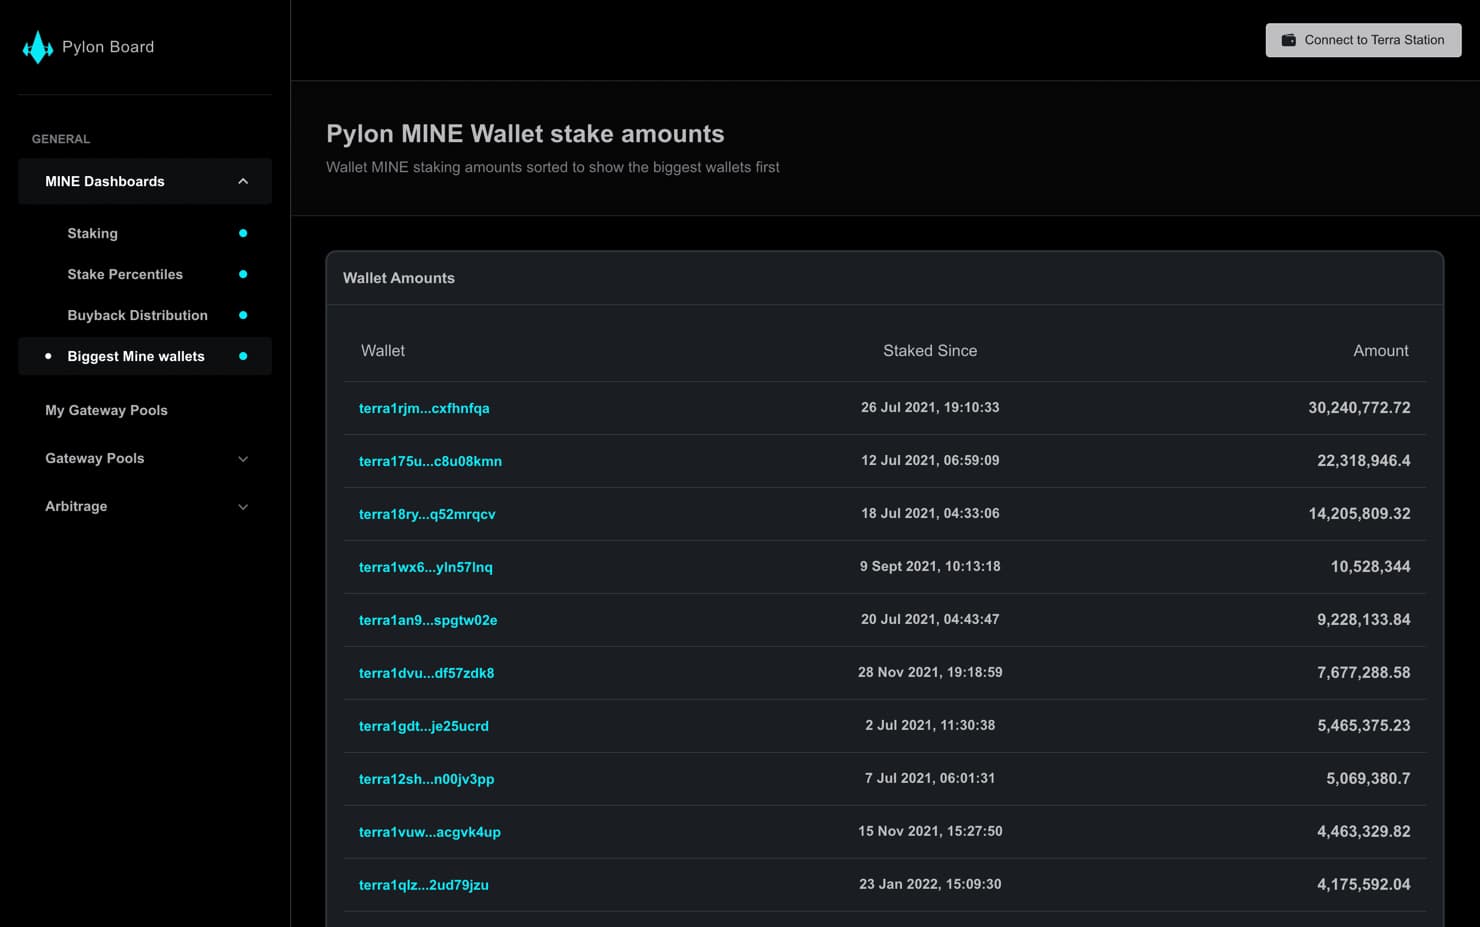 Pylon Board
Connect to Terra Station
GENERAL
MINE Dashboards
Staking
Stake Percentiles
Buyback Distribution
Biggest Mine wallets
My Gateway Pools
Gateway Pools
Arbitrage
Pylon MINE Wallet stake amounts
Wallet MINE staking amounts sorted to show the biggest wallets first
Wallet Amounts
Wallet Staked Since Amount
terra1rjm...cxfhnfqa 26 Jul 2021, 19:10:33 30,240,772.72
terra175u...c8u08kmn 12 Jul 2021, 06:59:09 22,318,946.4
terra18ry...q52mrqcv 18 Jul 2021, 04:33:06 14,205,809.32
terra1wx6...yln57lnq 9 Sept 2021, 10:13:18 10,528,344
terra1an9...spgtw02e 20 Jul 2021, 04:43:47 9,228,133.84
terra1dvu...df57zdk8 28 Nov 2021, 19:18:59 7,677,288.58
terra1gdt...je25ucrd 2 Jul 2021, 11:30:38 5,465,375.23
terra12sh...n00jv3pp 7 Jul 2021, 06:01:31 5,069,380.7
terra1vuw...acgvk4up 15 Nov 2021, 15:27:50 4,463,329.82
terra1qlz...2ud79jzu 23 Jan 2022, 15:09:30 4,175,592.04